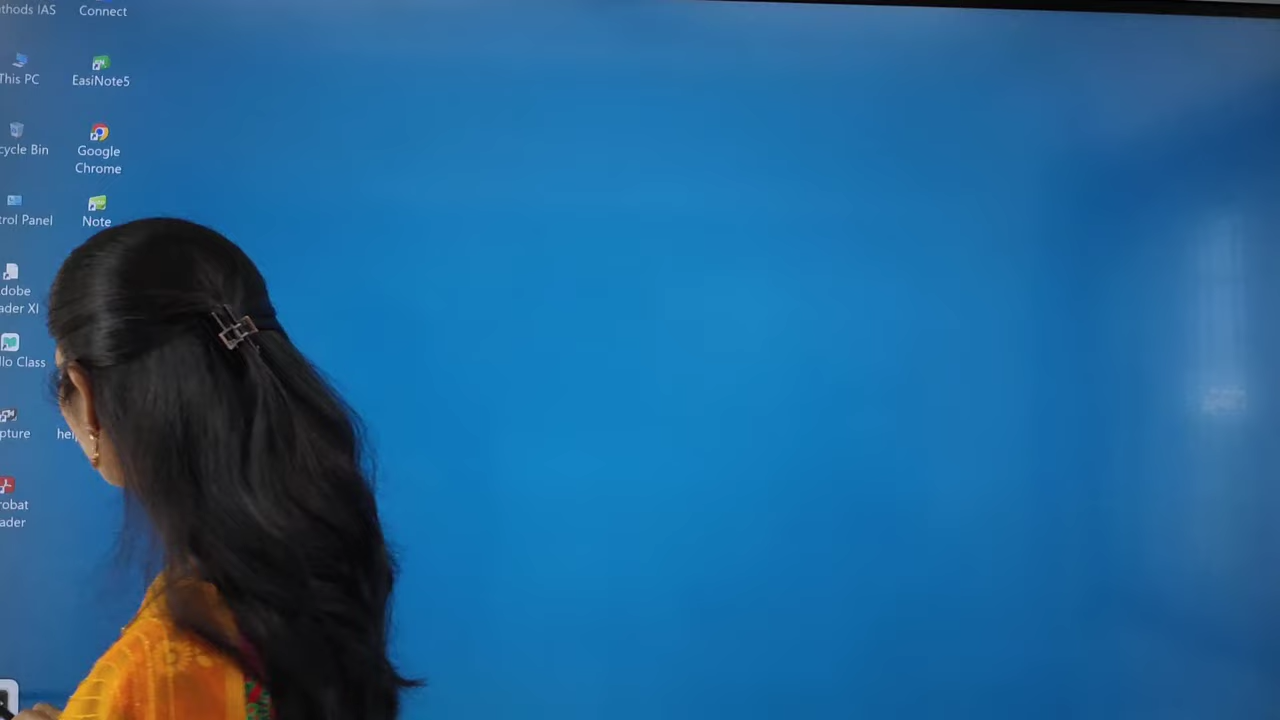 thods IAS
Connect
This PC
EasiNote5
cycle Bin
Google
Chrome
trol Panel
Note
dobe
ader XI
llo Class
pture
hel
robat
ader